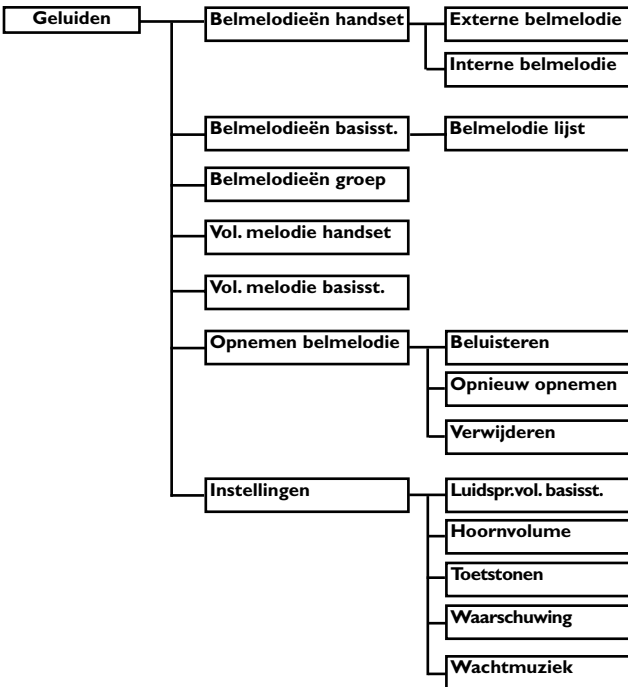 Geluiden
Belmelodieën handset
Externe belmelodie
Interne belmelodie
Belmelodieën basisst.
Belmelodie lijst
Belmelodieën groep
Vol. melodie handset
Vol. melodie basisst.
Opnemen belmelodie
Beluisteren
Opnieuw opnemen
Verwijderen
Instellingen
Luidspr.vol. basisst.
Hoornvolume
Toetstonen
Waarschuwing
Wachtmuziek